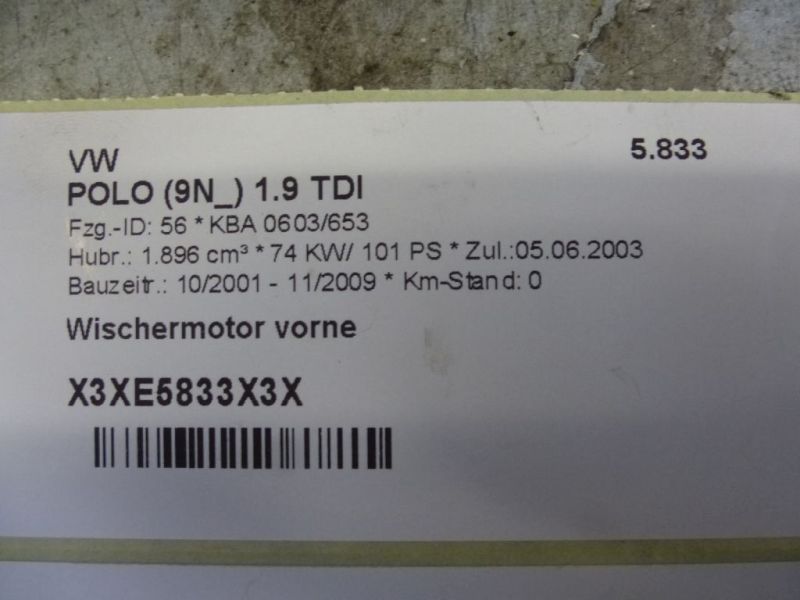 VW
5.833
POLO (9N_) 1.9 TDI
Fzg.-ID: 56 * KBA 0603/653
Hubr.: 1.896 cm³ * 74 KW/ 101 PS * Zul.:05.06.2003
Bauzeitr.: 10/2001 - 11/2009 * Km-Stand: 0
Wischermotor vorne
X3XE5833X3X